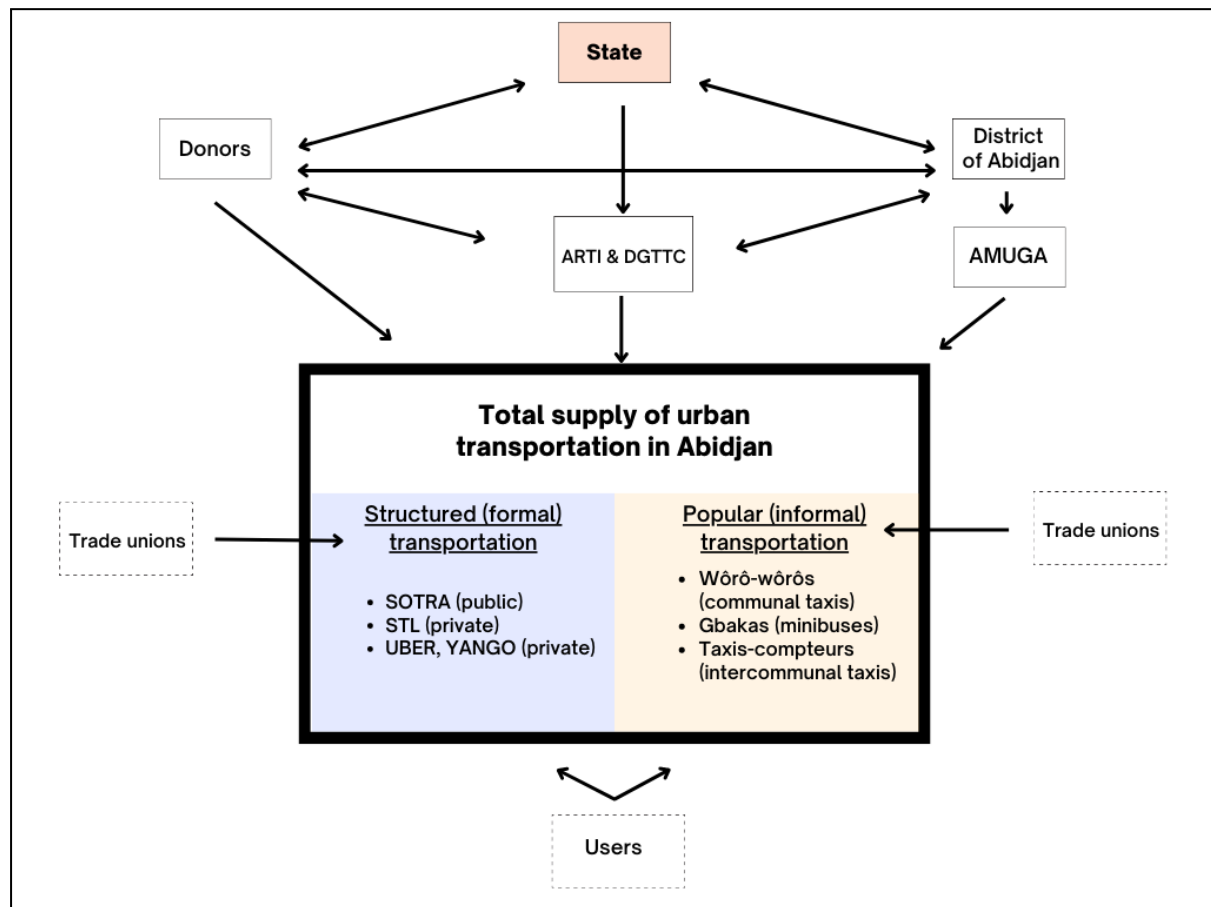 State
Donors
District
of Abidjan
ARTI & DGTTC
AMUGA
Total supply of urban
transportation in Abidjan
Trade unions
Structured (formal)
transportation
• SOTRA (public)
• STL (private)
• UBER, YANGO (private)
Popular (informal)
transportation
• Wôrô-wôrôs
(communal taxis)
• Gbakas (minibuses)
• Taxis-compteurs
(intercommunal taxis)
Trade unions
Users